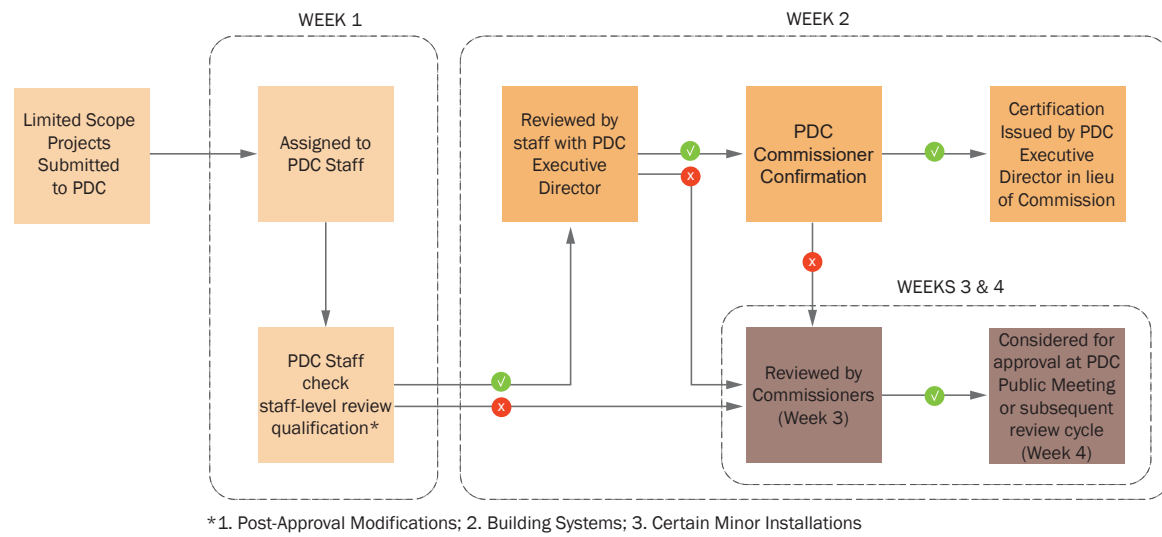 WEEK 1
WEEK 2
Limited Scope
Projects
Submitted
to PDC
Assigned to
PDC Staff
Reviewed by
staff with PDC
Executive
Director
PDC
Commissioner
Confirmation
Certification
Issued by PDC
Executive
Director in lieu
of Commission
√
x
√
x
WEEKS 3 & 4
PDC Staff
check
staff-level review
qualification*
√
x
Reviewed by
Commissioners
(Week 3)
√
Considered for
approval at PDC
Public Meeting
or subsequent
review cycle
(Week 4)
*1. Post-Approval Modifications; 2. Building Systems; 3. Certain Minor Installations